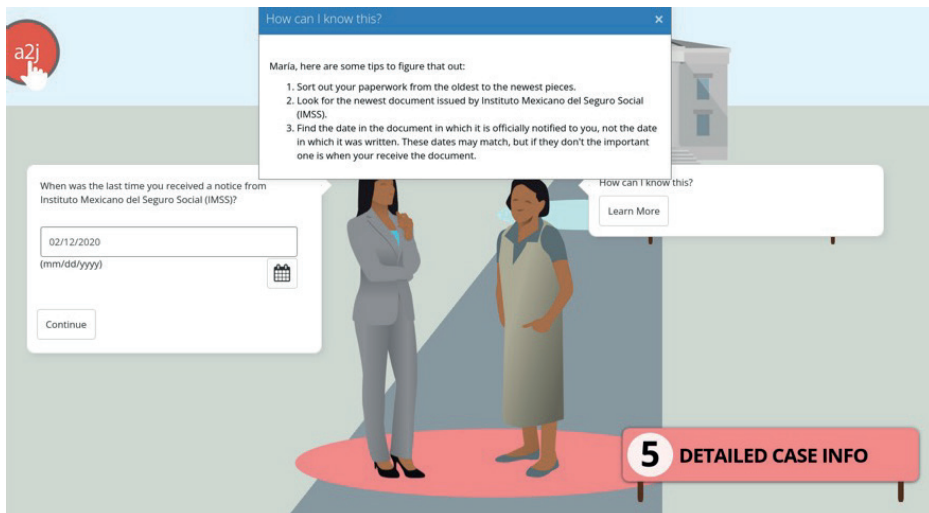 How can I know this? ×
a2j
María, here are some tips to figure that out:
1. Sort out your paperwork from the oldest to the newest pieces.
2. Look for the newest document issued by Instituto Mexicano del Seguro Social
(IMSS).
3. Find the date in the document in which it is officially notified to you, not the date
in which it was written. These dates may match, but if they don't the important
one is when your receive the document.
When was the last time you received a notice from
Instituto Mexicano del Seguro Social (IMSS)?
02/12/2020
(mm/dd/yyyy)
Continue
How can I know this?
Learn More
5 DETAILED CASE INFO